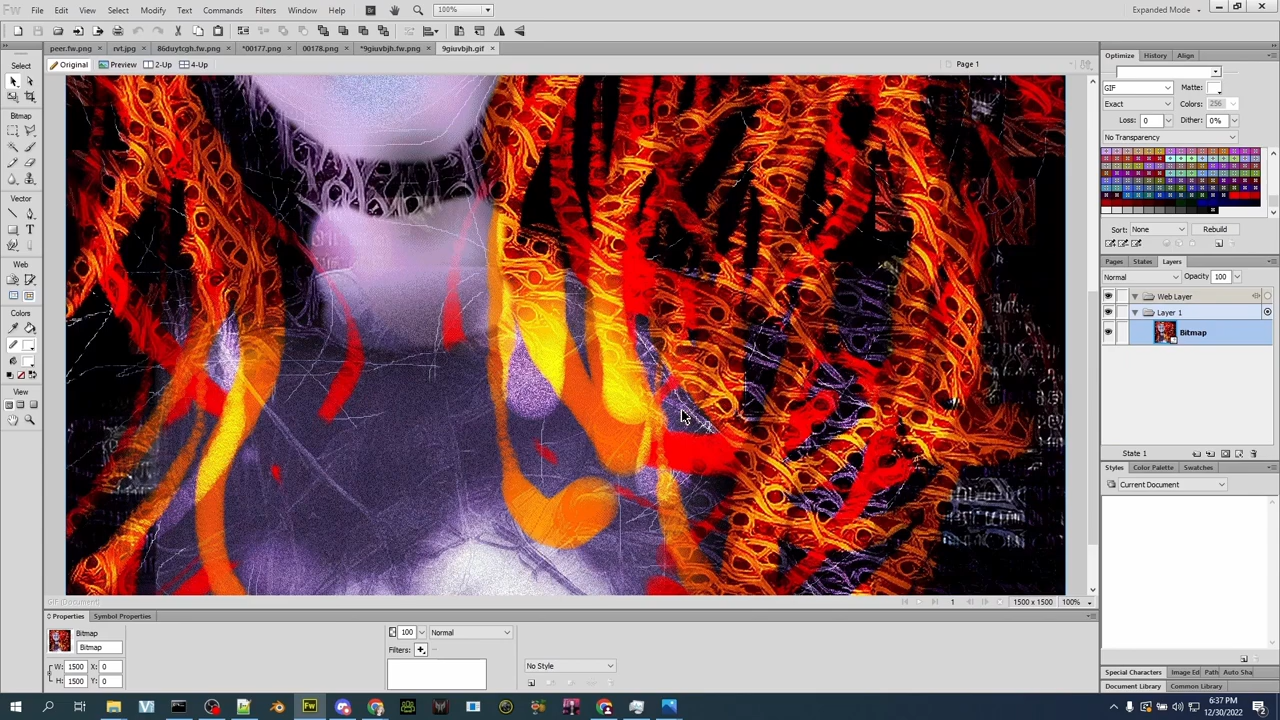 Fw File Edit View Select Modify Text Commands Filters Window Help Br 100% Expanded Mode
peer.fw.png rvt.jpg 86duytcgh.fw.png *00177.png 00178.png *9giuvbjh.fw.png 9giuvbjh.gif
Original Preview 2-Up 4-Up Page 1
Select
Bitmap
Vector
Web
Colors
View
GIF (Document)
1 1500 x 1500 100%
Optimize History Align
GIF Matte:
Exact Colors: 256
Loss: 0 Dither: 0%
No Transparency
Sort: None Rebuild
Pages States Layers
Normal Opacity 100
Web Layer
Layer 1
Bitmap
State 1
Styles Color Palette Swatches
Current Document
Special Characters Image Ed Path Auto Sha
Document Library Common Library
Properties Symbol Properties
Bitmap
Bitmap
W: 1500 X: 0
H: 1500 Y: 0
100 Normal
Filters:
No Style
6:37 PM
12/30/2022